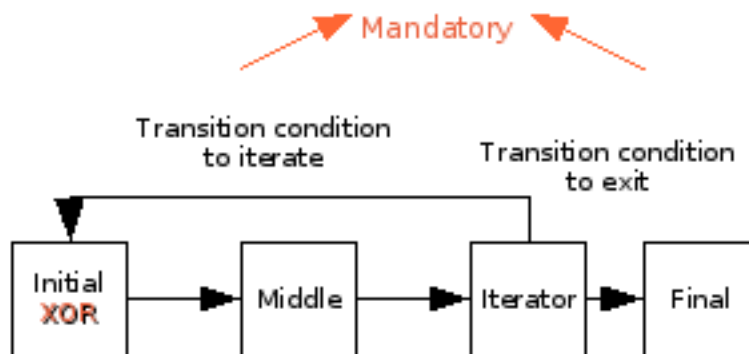 Mandatory
Transition condition
to iterate
Transition condition
to exit
Initial
XOR
Middle
Iterator
Final